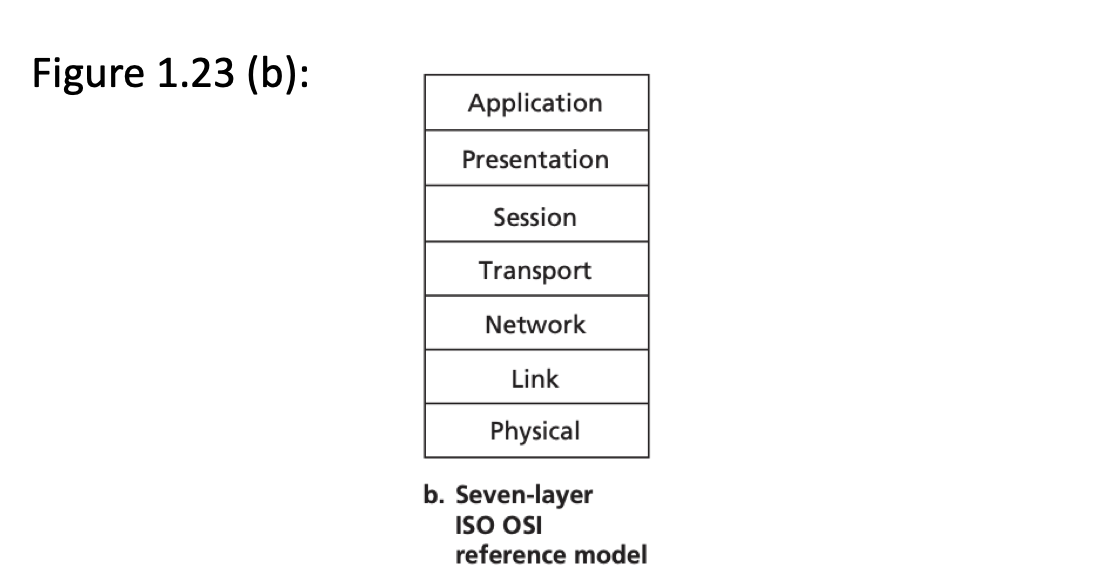 Figure 1.23 (b):
Application
Presentation
Session
Transport
Network
Link
Physical
b. Seven-layer
ISO OSI
reference model